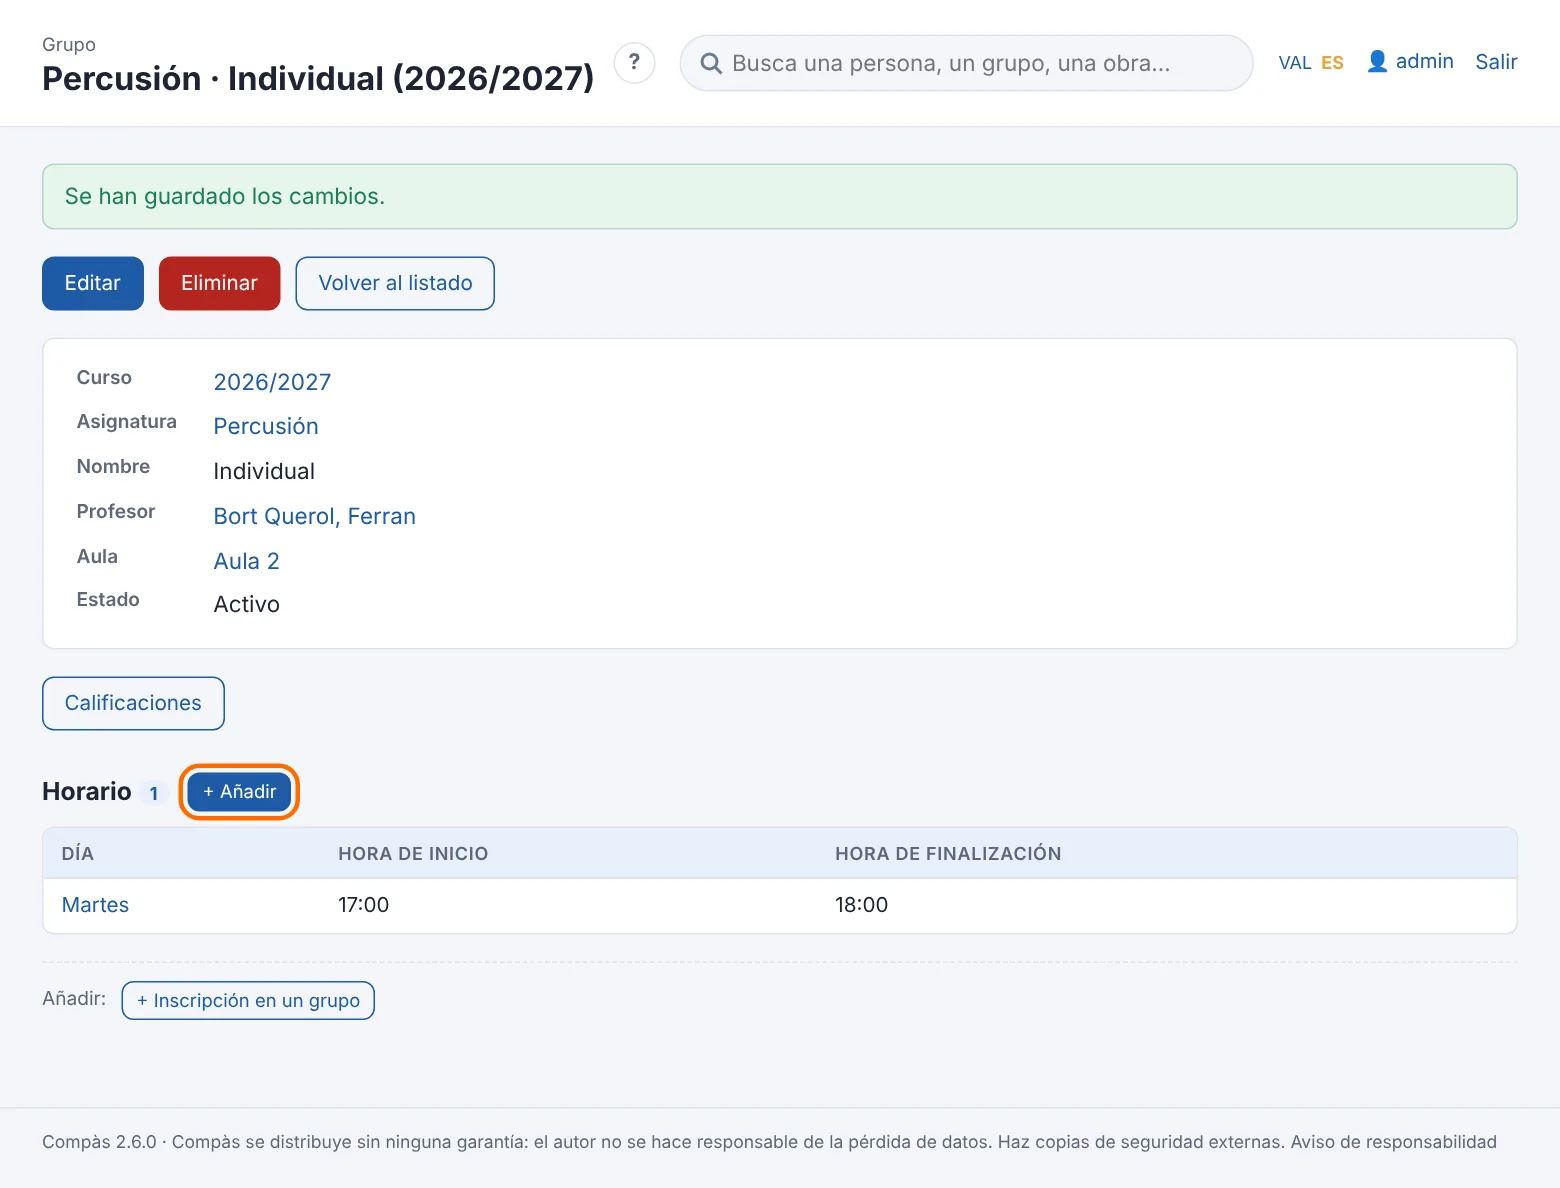 Grupo
Percusión · Individual (2026/2027)
?
Busca una persona, un grupo, una obra...
VAL ES
admin
Salir
Se han guardado los cambios.
Editar
Eliminar
Volver al listado
Curso 2026/2027
Asignatura Percusión
Nombre Individual
Profesor Bort Querol, Ferran
Aula Aula 2
Estado Activo
Calificaciones
Horario 1 + Añadir
DÍA HORA DE INICIO HORA DE FINALIZACIÓN
Martes 17:00 18:00
Añadir: + Inscripción en un grupo
Compàs 2.6.0 · Compàs se distribuye sin ninguna garantía: el autor no se hace responsable de la pérdida de datos. Haz copias de seguridad externas. Aviso de responsabilidad